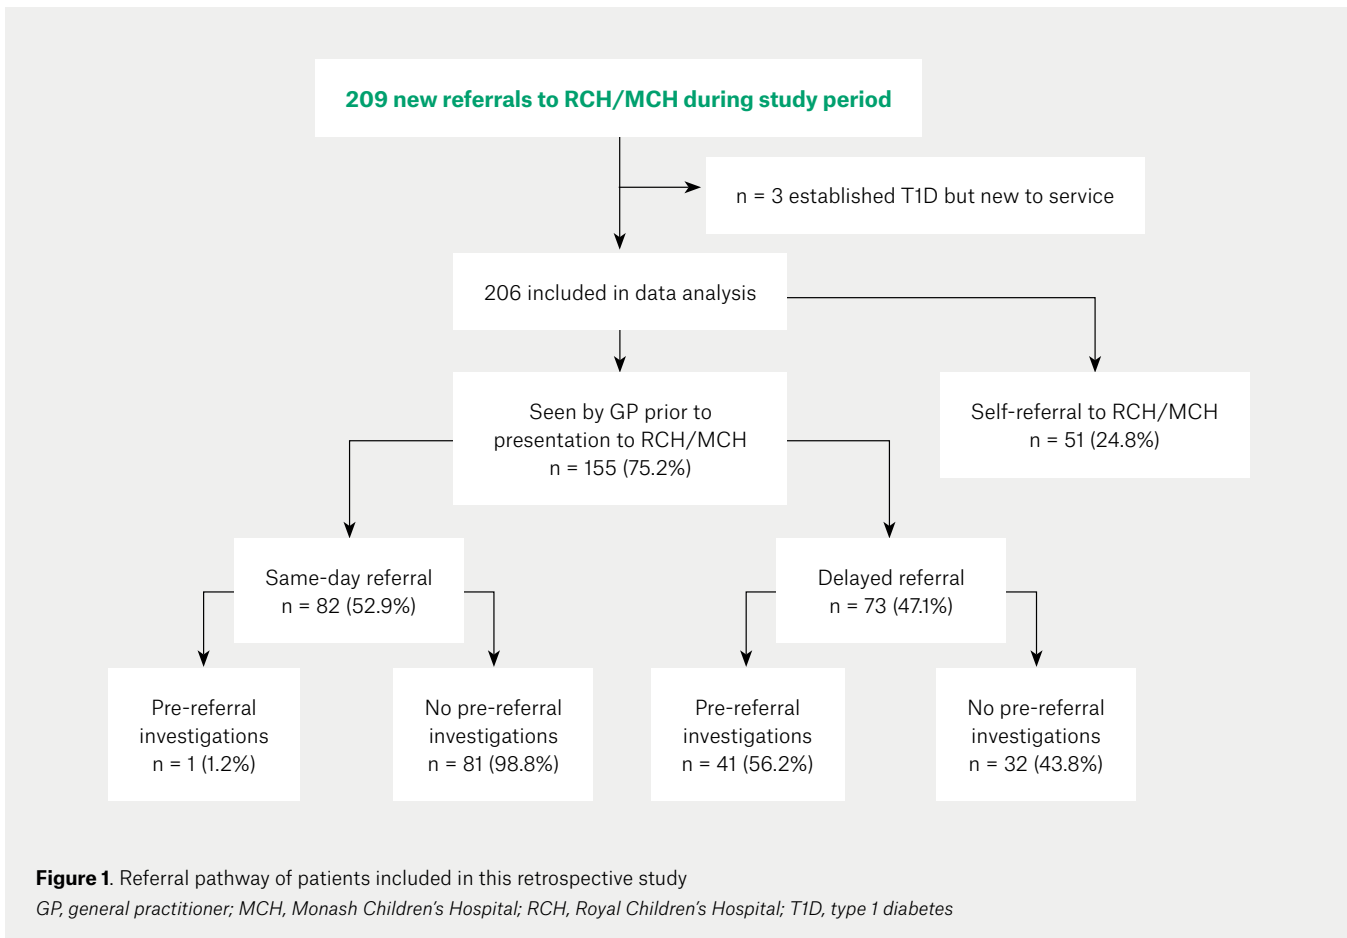 209 new referrals to RCH/MCH during study period
n = 3 established T1D but new to service
206 included in data analysis
Seen by GP prior to
presentation to RCH/MCH
n = 155 (75.2%)
Self-referral to RCH/MCH
n = 51 (24.8%)
Same-day referral
n = 82 (52.9%)
Delayed referral
n = 73 (47.1%)
Pre-referral
investigations
n = 1 (1.2%)
No pre-referral
investigations
n = 81 (98.8%)
Pre-referral
investigations
n = 41 (56.2%)
No pre-referral
investigations
n = 32 (43.8%)
Figure 1. Referral pathway of patients included in this retrospective study
GP, general practitioner; MCH, Monash Children’s Hospital; RCH, Royal Children’s Hospital; T1D, type 1 diabetes